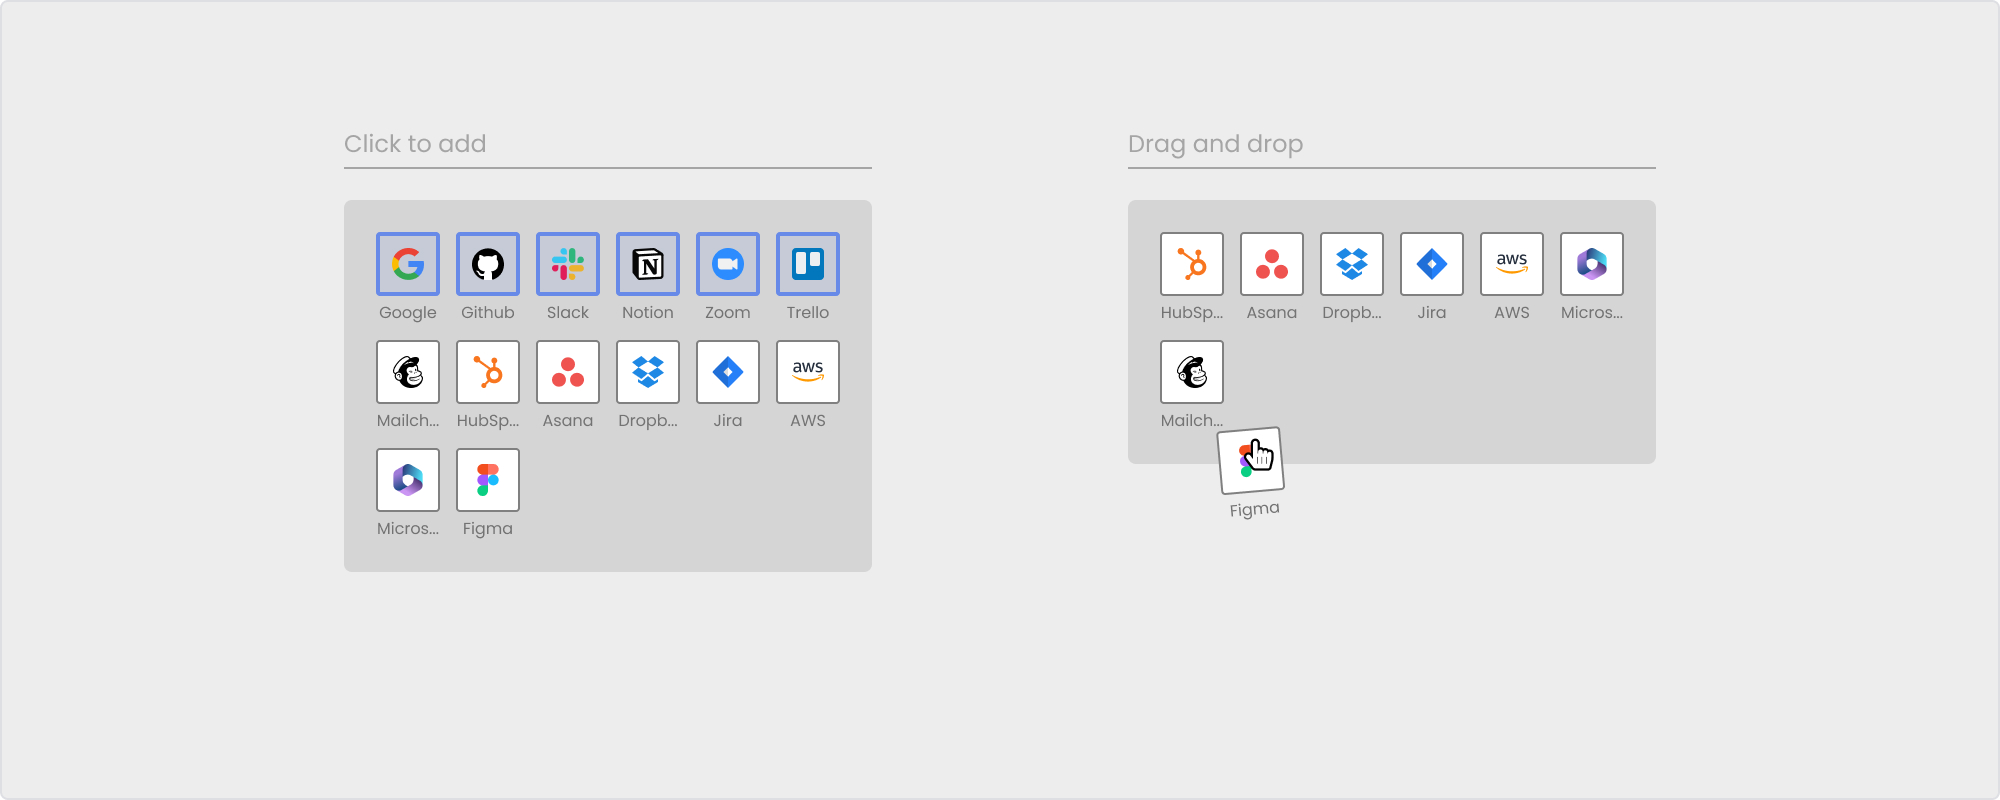 Click to add
Google Github Slack Notion Zoom Trello
aws
Mailch... HubSp... Asana Dropb... Jira AWS
Micros... Figma
Drag and drop
aws
HubSp... Asana Dropb... Jira AWS Micros...
Mailch...
Figma